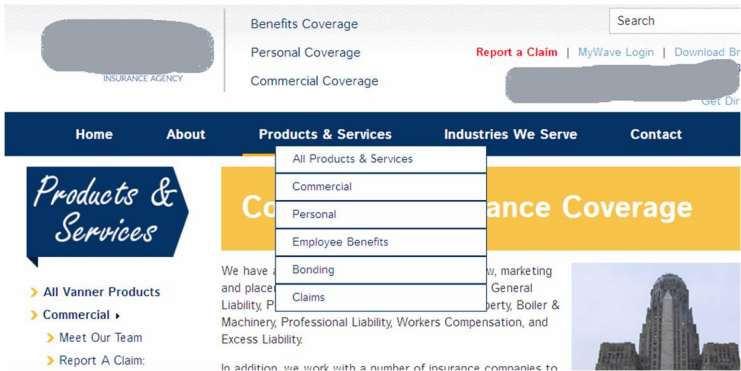 INSURANCE AGENCY
Benefits Coverage
Personal Coverage
Commercial Coverage
Search
Report a Claim | MyWave Login | Download Br
Get Dir
Home About Products & Services Industries We Serve Contact
All Products & Services
Commercial
Personal
Employee Benefits
Bonding
Claims
Products &
Services
All Vanner Products
Commercial
Meet Our Team
Report A Claim:
Co ance Coverage
We have a w, marketing
and placer General
Liability, P perty, Boiler &
Machinery, Professional Liability, Workers Compensation, and
Excess Liability.
In addition, we work with a number of insurance companies to